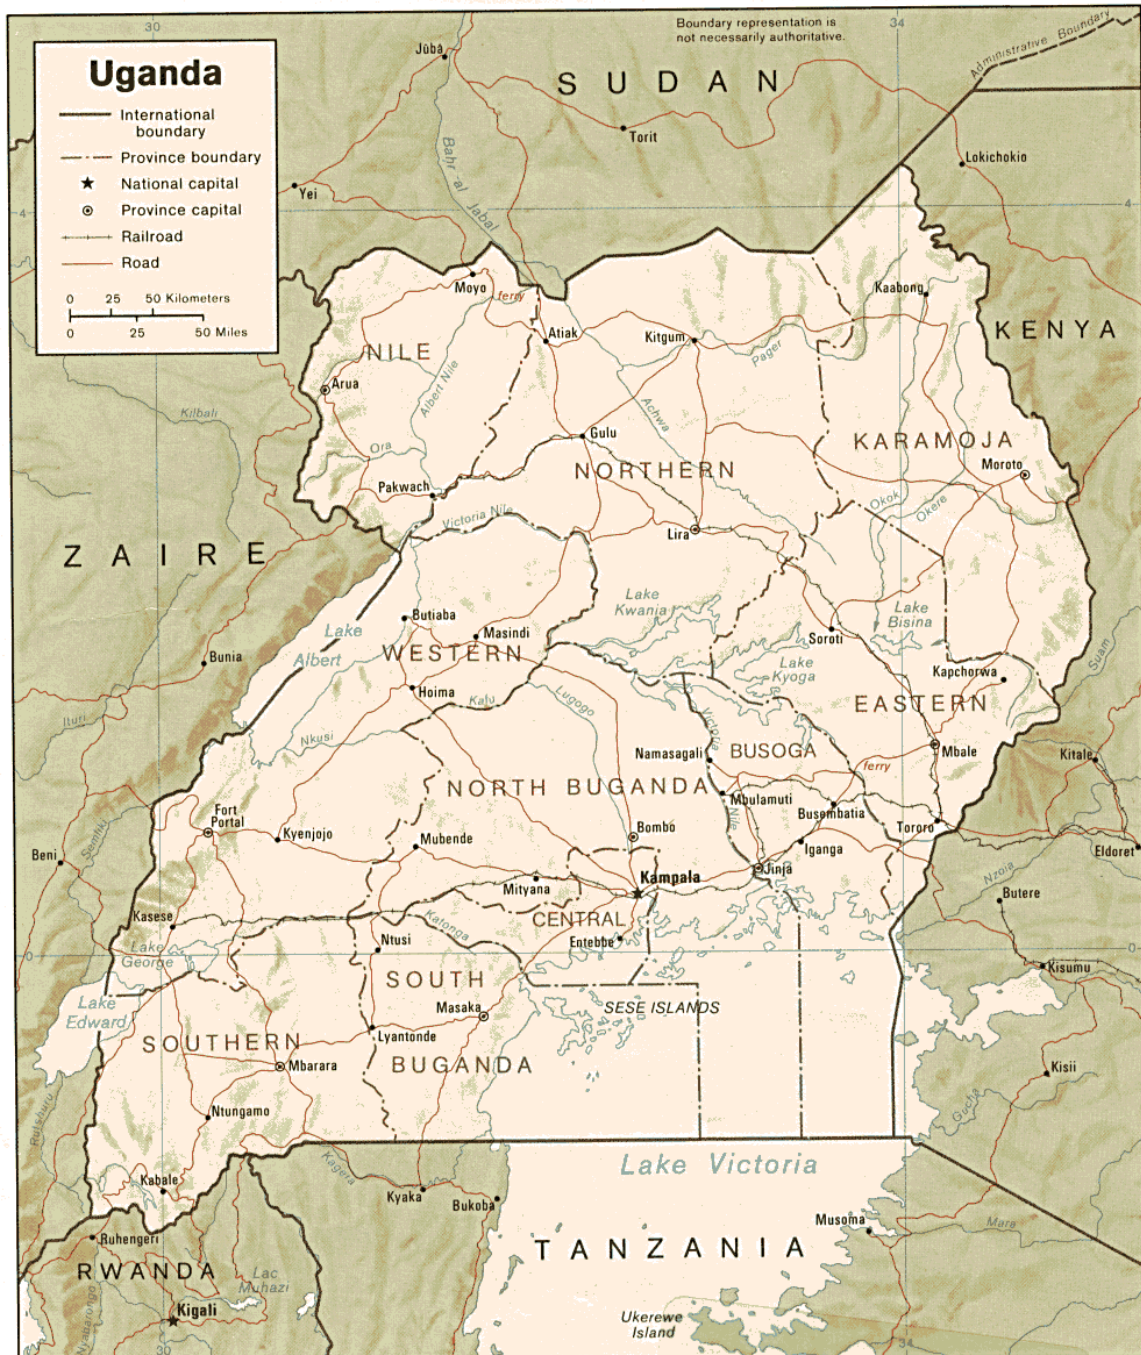 30
34
Boundary representation is
not necessarily authoritative.
Administrative Boundary
Uganda
International
boundary
Province boundary
National capital
Province capital
Railroad
Road
0 25 50 Kilometers
0 25 50 Miles
Jūbā
SUDAN
Torit
Lokichokio
Bahr al Jabal
Yei
4
4
Moyo
ferry
Kaabong
KENYA
Atiak
Kitgum
Pager
NILE
Arua
Albert Nile
Kilbali
Achwa
Ora
Gulu
KARAMOJA
NORTHERN
Moroto
Pakwach
Okok
Okere
Victoria Nile
Lira
ZAIRE
Lake
Kwania
Lake
Bisina
Butiaba
Lake
Albert
Masindi
Soroti
Suam
WESTERN
Bunia
Lake
Kyoga
Kapchorwa
Hoima
Kafu
Lugogo
EASTERN
Ituri
Nkusi
Victoria
Nile
Namasagali
BUSOGA
Mbale
Kitale
ferry
NORTH BUGANDA
Mbulamuti
Fort
Portal
Busembatia
Bombo
Tororo
Semliki
Kyenjojo
Mubende
Iganga
Eldoret
Beni
Kampala
Jinja
Nzoia
Mityana
Butere
Kasese
Katonga
CENTRAL
Entebbe
Lake
George
Ntusi
0
0
Kisumu
SOUTH
BUGANDA
Lake
Edward
Masaka
SESE ISLANDS
Lyantonde
SOUTHERN
Mbarara
Kisii
Rutshuru
Ntungamo
Gucha
Kagera
Lake Victoria
Kabale
Kyaka
Bukoba
Musoma
Mara
Ruhengeri
TANZANIA
RWANDA
Lac
Muhazi
Nyabarongo
Kigali
Ukerewe
Island
30
34